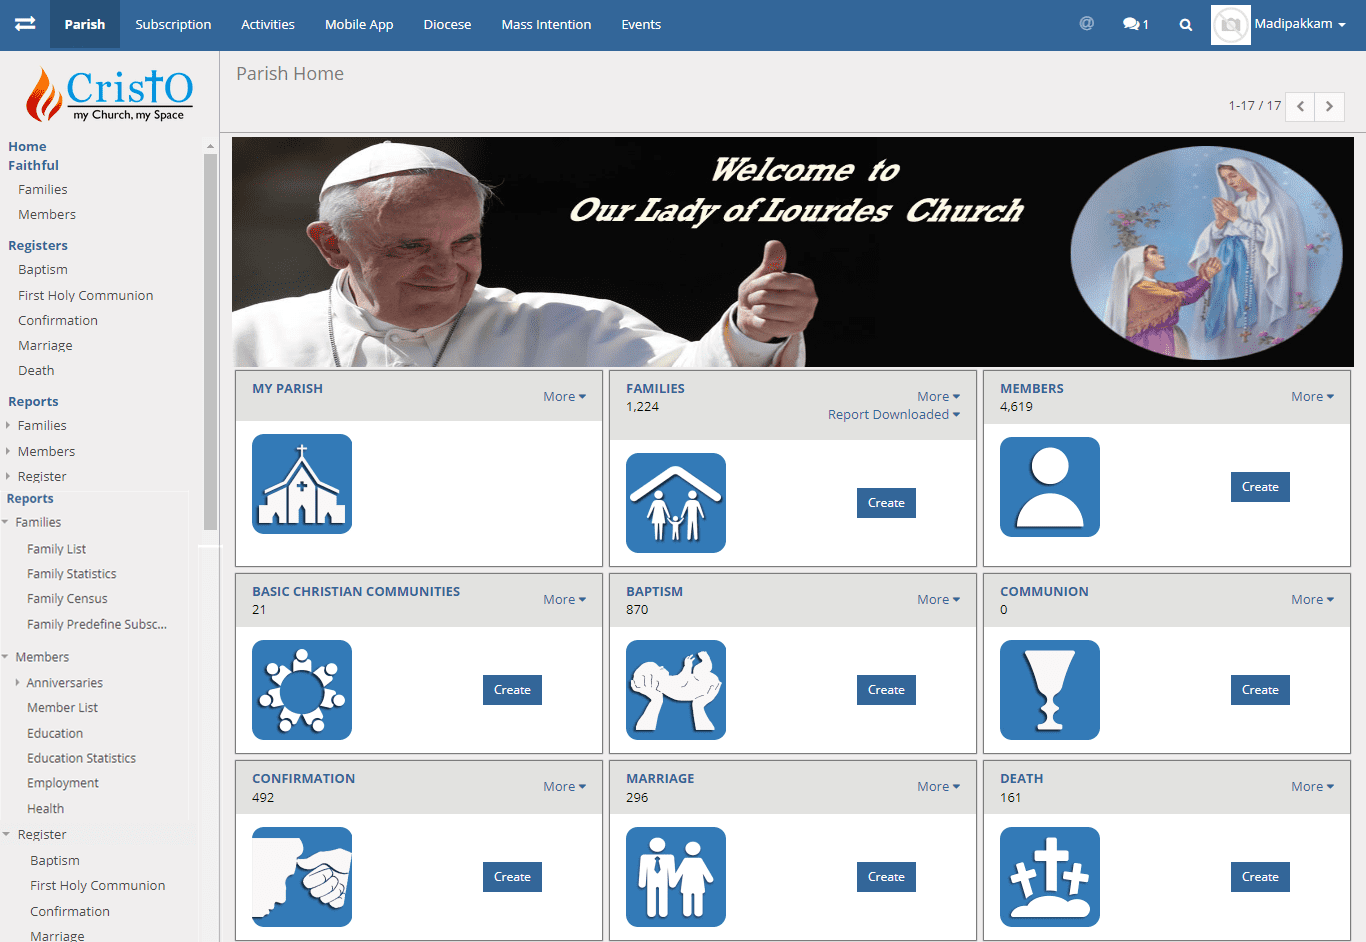 Parish Subscription Activities Mobile App Diocese Mass Intention Events @ 1 Madipakkam
CristO
my Church, my Space
Parish Home
1-17 / 17
Home
Faithful
Families
Members
Registers
Baptism
First Holy Communion
Confirmation
Marriage
Death
Reports
Families
Members
Register
Reports
Families
Family List
Family Statistics
Family Census
Family Predefine Subsc...
Members
Anniversaries
Member List
Education
Education Statistics
Employment
Health
Register
Baptism
First Holy Communion
Confirmation
Marriage
Welcome to
Our Lady of Lourdes Church
MY PARISH
More
FAMILIES
1,224
More
Report Downloaded
Create
MEMBERS
4,619
More
Create
BASIC CHRISTIAN COMMUNITIES
21
More
Create
BAPTISM
870
More
Create
COMMUNION
0
More
Create
CONFIRMATION
492
More
Create
MARRIAGE
296
More
Create
DEATH
161
More
Create